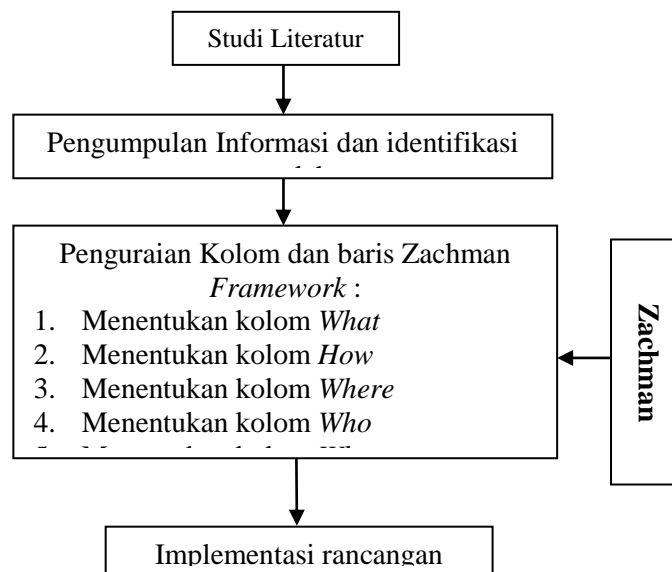 Studi Literatur
Pengumpulan Informasi dan identifikasi
Penguraian Kolom dan baris Zachman
Framework :
1. Menentukan kolom What
2. Menentukan kolom How
3. Menentukan kolom Where
4. Menentukan kolom Who
Zachman
Implementasi rancangan